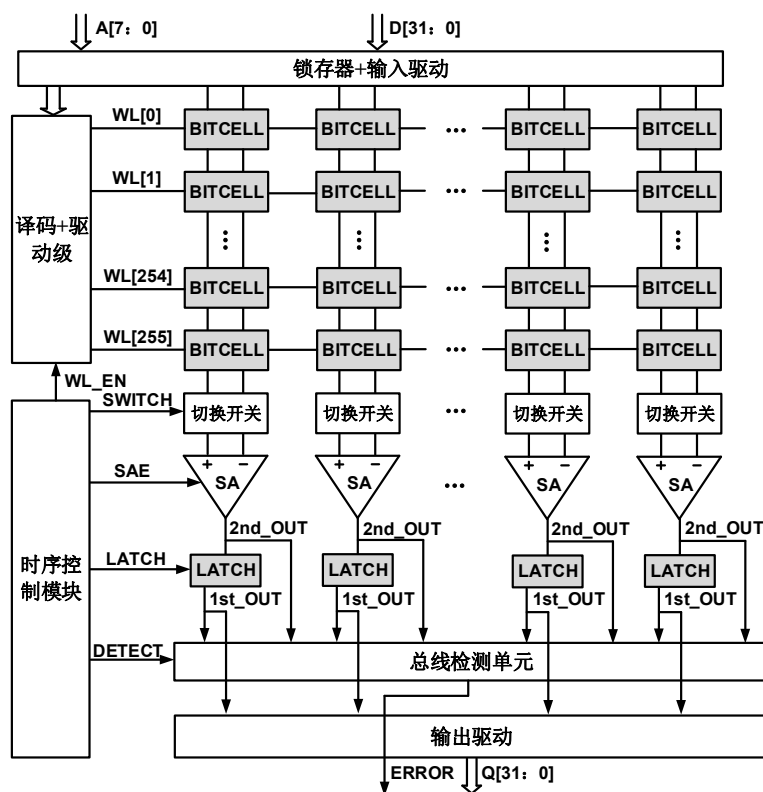 A[7：0] D[31：0]
锁存器+输入驱动
WL[0] BITCELL BITCELL ... BITCELL BITCELL
WL[1] BITCELL BITCELL BITCELL BITCELL
译码+驱动级
WL[254] BITCELL BITCELL ... BITCELL BITCELL
WL[255] BITCELL BITCELL ... BITCELL BITCELL
WL_EN
SWITCH 切换开关 切换开关 ... 切换开关 切换开关
+ − + − + − + −
SAE SA SA ... SA SA
2nd_OUT 2nd_OUT 2nd_OUT 2nd_OUT
时序控制模块
LATCH LATCH LATCH LATCH LATCH
1st_OUT 1st_OUT 1st_OUT 1st_OUT
DETECT 总线检测单元
输出驱动
ERROR Q[31：0]